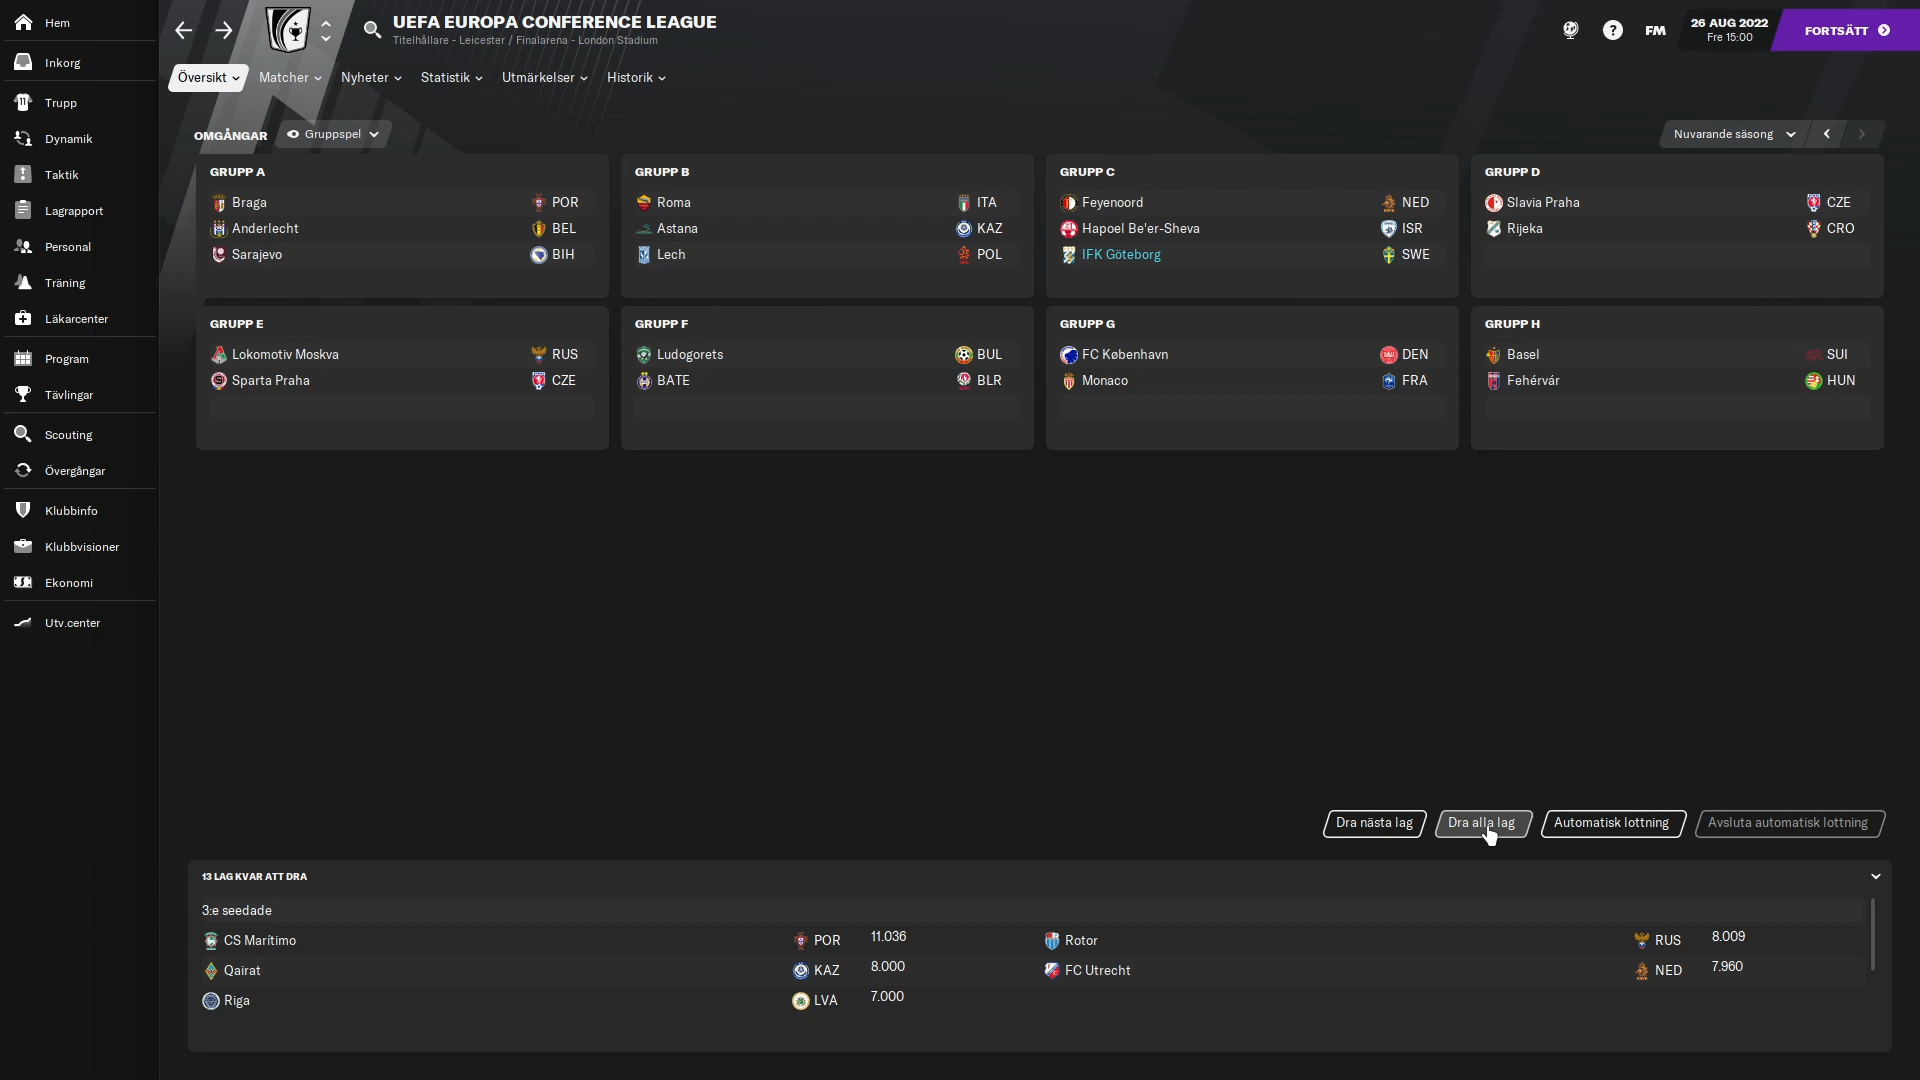 Hem
Inkorg
Trupp
Dynamik
Taktik
Lagrapport
Personal
Träning
Läkarcenter
Program
Tävlingar
Scouting
Övergångar
Klubbinfo
Klubbvisioner
Ekonomi
Utv.center
UEFA EUROPA CONFERENCE LEAGUE
Titelhållare - Leicester / Finalarena - London Stadium
FM
26 AUG 2022
Fre 15:00
FORTSÄTT
Översikt
Matcher
Nyheter
Statistik
Utmärkelser
Historik
OMGÅNGAR
Gruppspel
Nuvarande säsong
GRUPP A
Braga POR
Anderlecht BEL
Sarajevo BIH
GRUPP B
Roma ITA
Astana KAZ
Lech POL
GRUPP C
Feyenoord NED
Hapoel Be'er-Sheva ISR
IFK Göteborg SWE
GRUPP D
Slavia Praha CZE
Rijeka CRO
GRUPP E
Lokomotiv Moskva RUS
Sparta Praha CZE
GRUPP F
Ludogorets BUL
BATE BLR
GRUPP G
FC København DEN
Monaco FRA
GRUPP H
Basel SUI
Fehérvár HUN
Dra nästa lag
Dra alla lag
Automatisk lottning
Avsluta automatisk lottning
13 LAG KVAR ATT DRA
3:e seedade
CS Marítimo POR 11.036 Rotor RUS 8.009
Qairat KAZ 8.000 FC Utrecht NED 7.960
Riga LVA 7.000